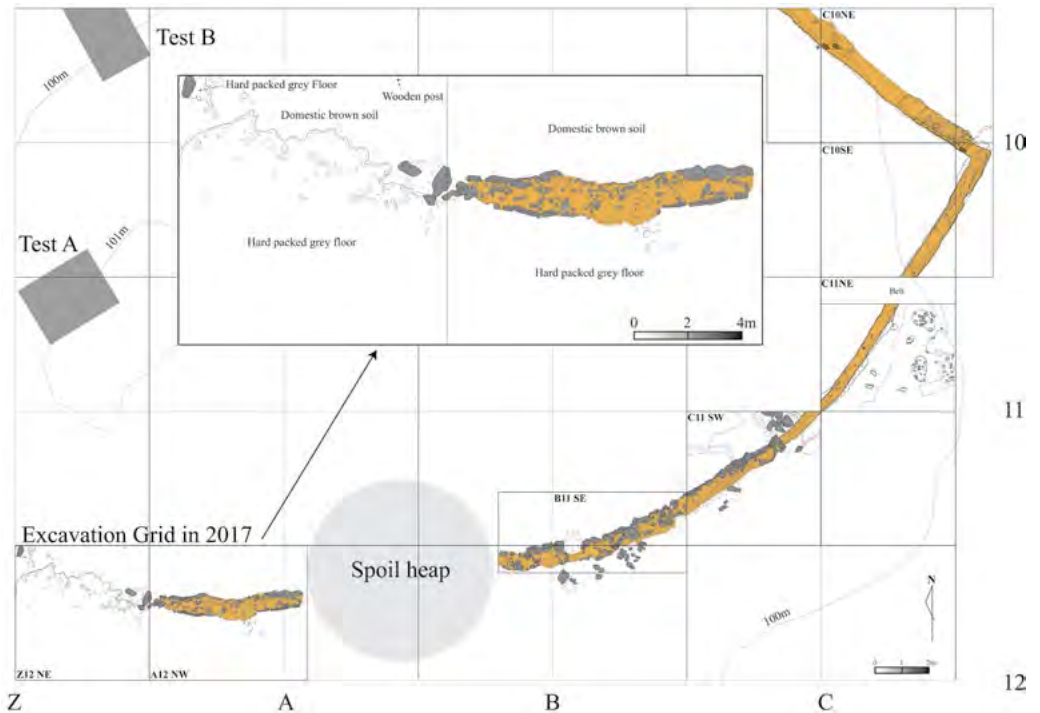 C10NE
Test B
100m
Hard packed grey Floor
Wooden post
Domestic brown soil
Domestic brown soil
10
C10SE
Test A
101m
Hard packed grey floor
Hard packed grey floor
C11NE
0 2 4m
11
C11 SW
B11 SE
Excavation Grid in 2017
Spoil heap
100m
N
Z12 NE
A12 NW
12
Z
A
B
C